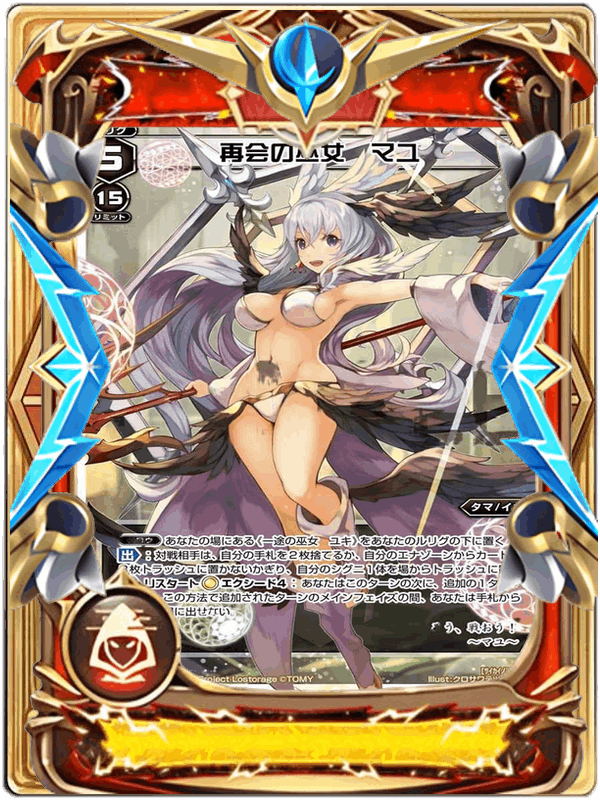 5
再会の巫女　マユ
15
リミット
タマ/イ
あなたの場にある《一途の巫女　ユキ》をあなたのルリグの下に置く
出：対戦相手は、自分の手札を２枚捨てるか、自分のエナゾーンからカード
枚トラッシュに置かないかぎり、自分のシグニ１体を場からトラッシュに
リスタート エクシード４：あなたはこのターンの次に、追加の１タ
この方法で追加されたターンのメインフェイズの間、あなたは手札から
に出せない。
う、戦おう！
～マユ～
roject Lostorage ©TOMY
Illust:クロサワテツ